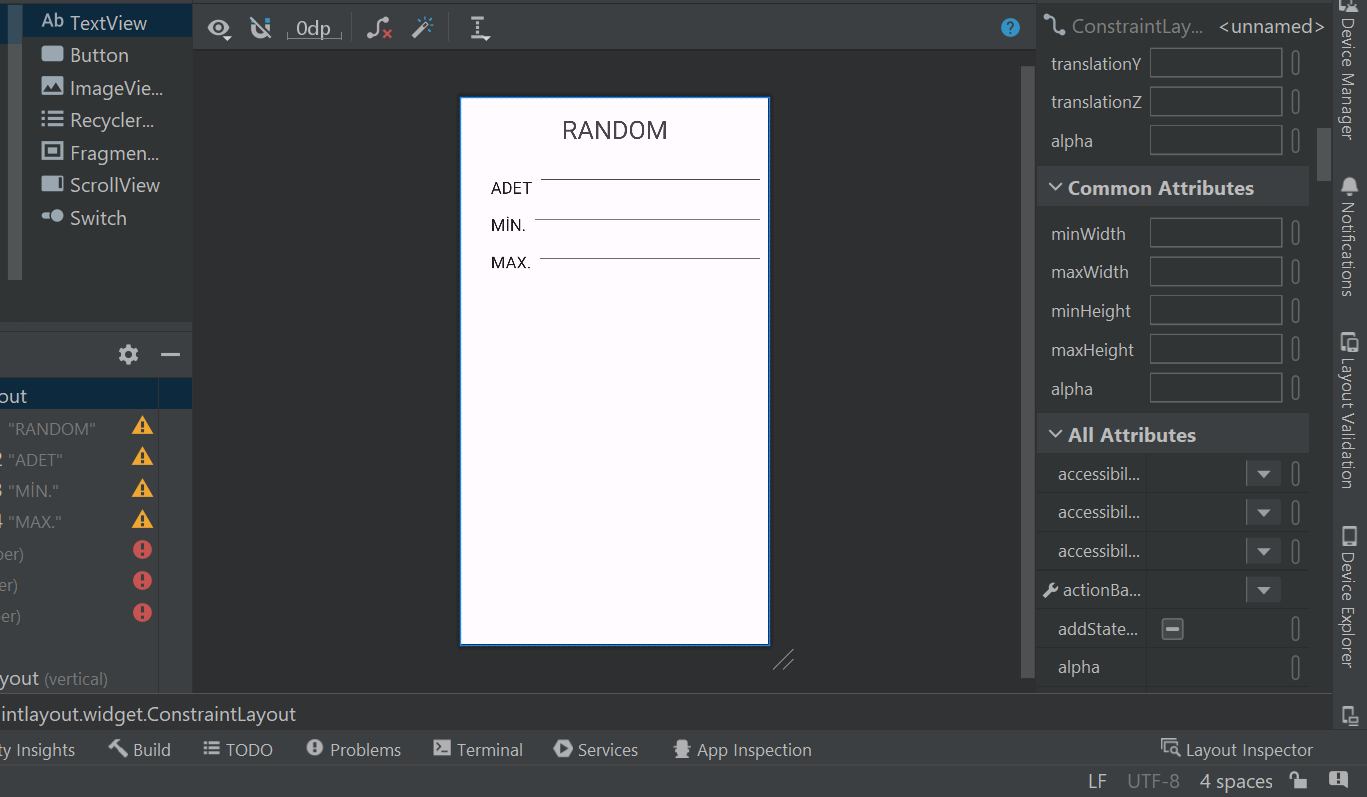 Ab TextView
Button
ImageVie...
Recycler...
Fragmen...
ScrollView
Switch
out
"RANDOM"
2 "ADET"
3 "MİN."
4 "MAX."
ber)
er)
er)
yout (vertical)
0dp
?
RANDOM
ADET
MİN.
MAX.
ConstraintLay... <unnamed>
translationY
translationZ
alpha
Common Attributes
minWidth
maxWidth
minHeight
maxHeight
alpha
All Attributes
accessibil...
accessibil...
accessibil...
actionBa...
addState...
alpha
Device Manager
Notifications
Layout Validation
Device Explorer
intlayout.widget.ConstraintLayout
ty Insights Build TODO Problems Terminal Services App Inspection Layout Inspector
LF UTF-8 4 spaces